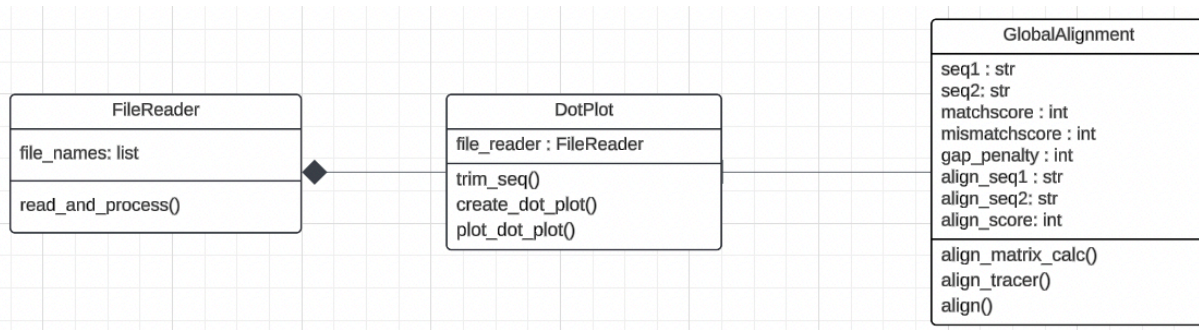 FileReader
file_names: list
read_and_process()
DotPlot
file_reader : FileReader
trim_seq()
create_dot_plot()
plot_dot_plot()
GlobalAlignment
seq1 : str
seq2: str
matchscore : int
mismatchscore : int
gap_penalty : int
align_seq1 : str
align_seq2: str
align_score: int
align_matrix_calc()
align_tracer()
align()